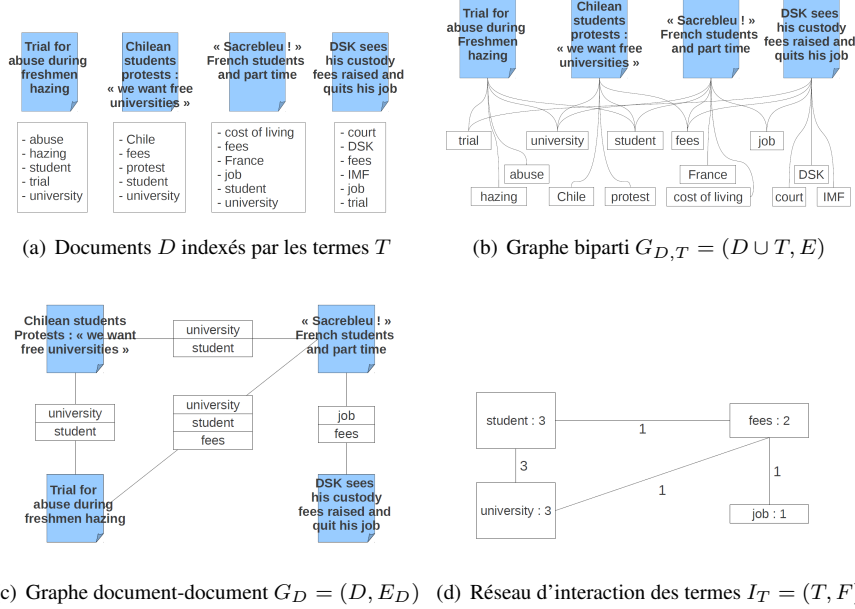 Trial for
abuse during
freshmen
hazing
Chilean
students
protests :
« we want free
universities »
« Sacrebleu ! »
French students
and part time
DSK sees
his custody
fees raised and
quits his job
- abuse
- hazing
- student
- trial
- university
- Chile
- fees
- protest
- student
- university
- cost of living
- fees
- France
- job
- student
- university
- court
- DSK
- fees
- IMF
- job
- trial
(a) Documents D indexés par les termes T
Trial for
abuse during
Freshmen
hazing
Chilean
students
protests :
« we want free
universities »
« Sacrebleu ! »
French students
and part time
DSK sees
his custody
fees raised and
quits his job
trial
university
student
fees
job
abuse
France
DSK
hazing
Chile
protest
cost of living
court
IMF
(b) Graphe biparti G_{D,T} = (D ∪ T, E)
Chilean students
Protests : « we want
free universities »
university
student
« Sacrebleu ! »
French students
and part time
university
student
university
student
fees
job
fees
Trial for
abuse during
freshmen hazing
DSK sees
his custody
fees raised and
quit his job
c) Graphe document-document G_D = (D, E_D)
student : 3
1
fees : 2
3
1
1
university : 3
job : 1
(d) Réseau d'interaction des termes I_T = (T, F